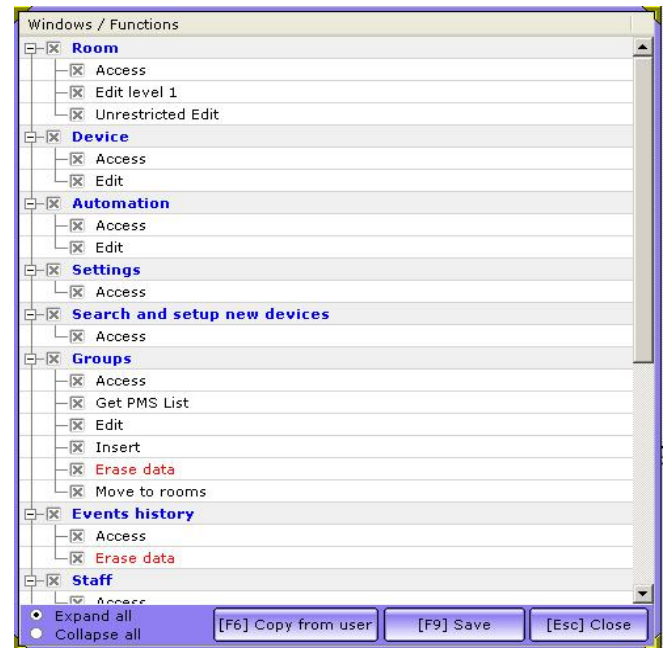 Windows / Functions
Room
Access
Edit level 1
Unrestricted Edit
Device
Access
Edit
Automation
Access
Edit
Settings
Access
Search and setup new devices
Access
Groups
Access
Get PMS List
Edit
Insert
Erase data
Move to rooms
Events history
Access
Erase data
Staff
Access
Expand all
Collapse all
[F6] Copy from user
[F9] Save
[Esc] Close